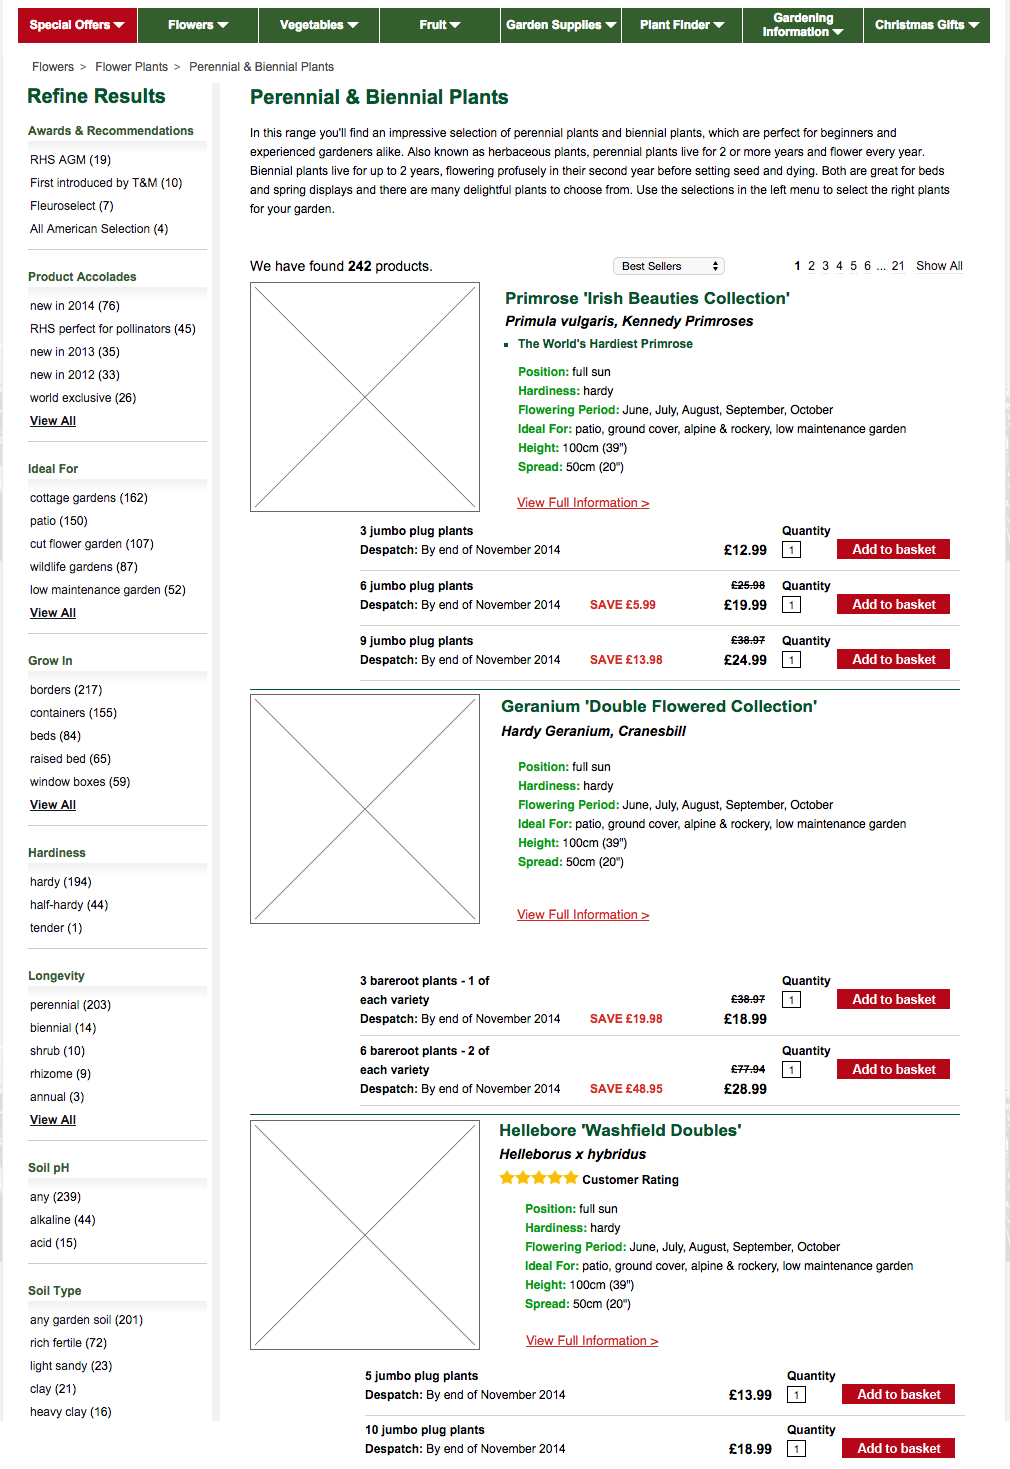 Special Offers
Flowers
Vegetables
Fruit
Garden Supplies
Plant Finder
Gardening
Information
Christmas Gifts
Flowers > Flower Plants > Perennial & Biennial Plants
Refine Results
Awards & Recommendations
RHS AGM (19)
First introduced by T&M (10)
Fleuroselect (7)
All American Selection (4)
Product Accolades
new in 2014 (76)
RHS perfect for pollinators (45)
new in 2013 (35)
new in 2012 (33)
world exclusive (26)
View All
Ideal For
cottage gardens (162)
patio (150)
cut flower garden (107)
wildlife gardens (87)
low maintenance garden (52)
View All
Grow In
borders (217)
containers (155)
beds (84)
raised bed (65)
window boxes (59)
View All
Hardiness
hardy (194)
half-hardy (44)
tender (1)
Longevity
perennial (203)
biennial (14)
shrub (10)
rhizome (9)
annual (3)
View All
Soil pH
any (239)
alkaline (44)
acid (15)
Soil Type
any garden soil (201)
rich fertile (72)
light sandy (23)
clay (21)
heavy clay (16)
Perennial & Biennial Plants
In this range you'll find an impressive selection of perennial plants and biennial plants, which are perfect for beginners and
experienced gardeners alike. Also known as herbaceous plants, perennial plants live for 2 or more years and flower every year.
Biennial plants live for up to 2 years, flowering profusely in their second year before setting seed and dying. Both are great for beds
and spring displays and there are many delightful plants to choose from. Use the selections in the left menu to select the right plants
for your garden.
We have found 242 products.
Best Sellers
1 2 3 4 5 6 ... 21 Show All
Primrose 'Irish Beauties Collection'
Primula vulgaris, Kennedy Primroses
The World's Hardiest Primrose
Position: full sun
Hardiness: hardy
Flowering Period: June, July, August, September, October
Ideal For: patio, ground cover, alpine & rockery, low maintenance garden
Height: 100cm (39")
Spread: 50cm (20")
View Full Information >
3 jumbo plug plants Quantity
Despatch: By end of November 2014 £12.99 1 Add to basket
6 jumbo plug plants £25.98 Quantity
Despatch: By end of November 2014 SAVE £5.99 £19.99 1 Add to basket
9 jumbo plug plants £38.97 Quantity
Despatch: By end of November 2014 SAVE £13.98 £24.99 1 Add to basket
Geranium 'Double Flowered Collection'
Hardy Geranium, Cranesbill
Position: full sun
Hardiness: hardy
Flowering Period: June, July, August, September, October
Ideal For: patio, ground cover, alpine & rockery, low maintenance garden
Height: 100cm (39")
Spread: 50cm (20")
View Full Information >
3 bareroot plants - 1 of Quantity
each variety £38.97 1 Add to basket
Despatch: By end of November 2014 SAVE £19.98 £18.99
6 bareroot plants - 2 of Quantity
each variety £77.94 1 Add to basket
Despatch: By end of November 2014 SAVE £48.95 £28.99
Hellebore 'Washfield Doubles'
Helleborus x hybridus
Customer Rating
Position: full sun
Hardiness: hardy
Flowering Period: June, July, August, September, October
Ideal For: patio, ground cover, alpine & rockery, low maintenance garden
Height: 100cm (39")
Spread: 50cm (20")
View Full Information >
5 jumbo plug plants Quantity
Despatch: By end of November 2014 £13.99 1 Add to basket
10 jumbo plug plants Quantity
Despatch: By end of November 2014 £18.99 1 Add to basket